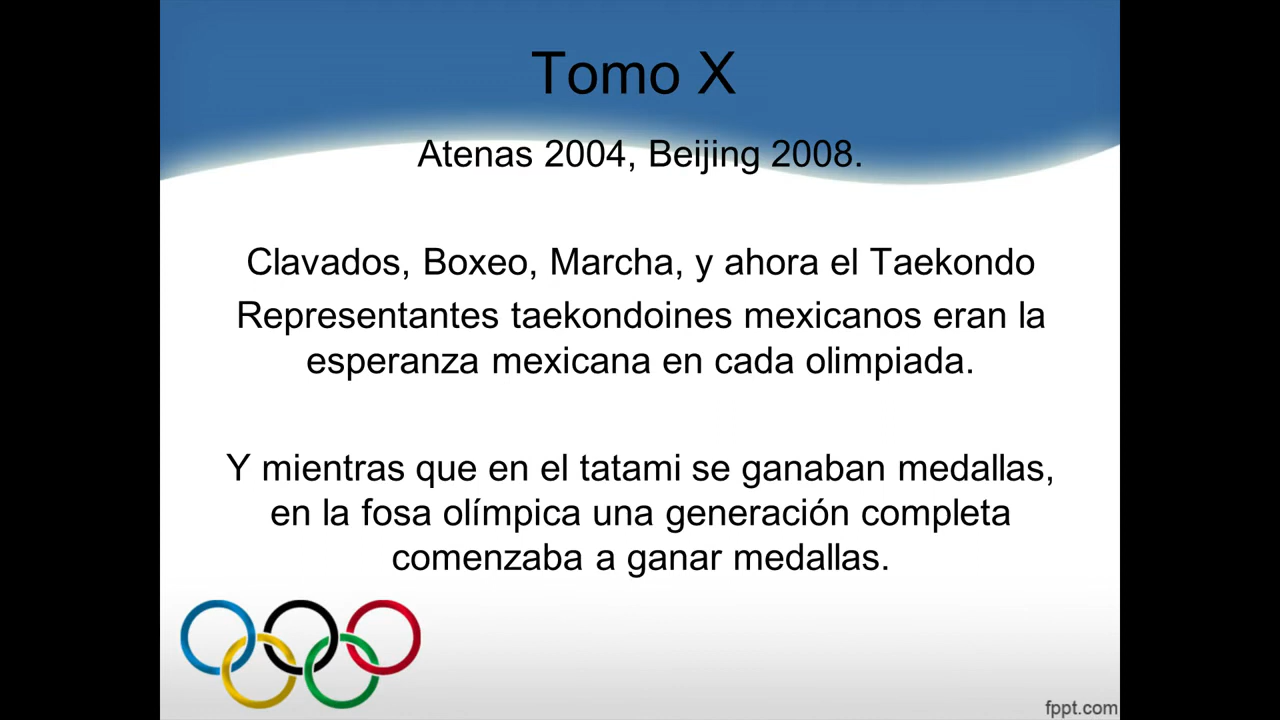 Tomo X
Atenas 2004, Beijing 2008.
Clavados, Boxeo, Marcha, y ahora el Taekondo
Representantes taekondoines mexicanos eran la
esperanza mexicana en cada olimpiada.
Y mientras que en el tatami se ganaban medallas,
en la fosa olímpica una generación completa
comenzaba a ganar medallas.
fppt.com